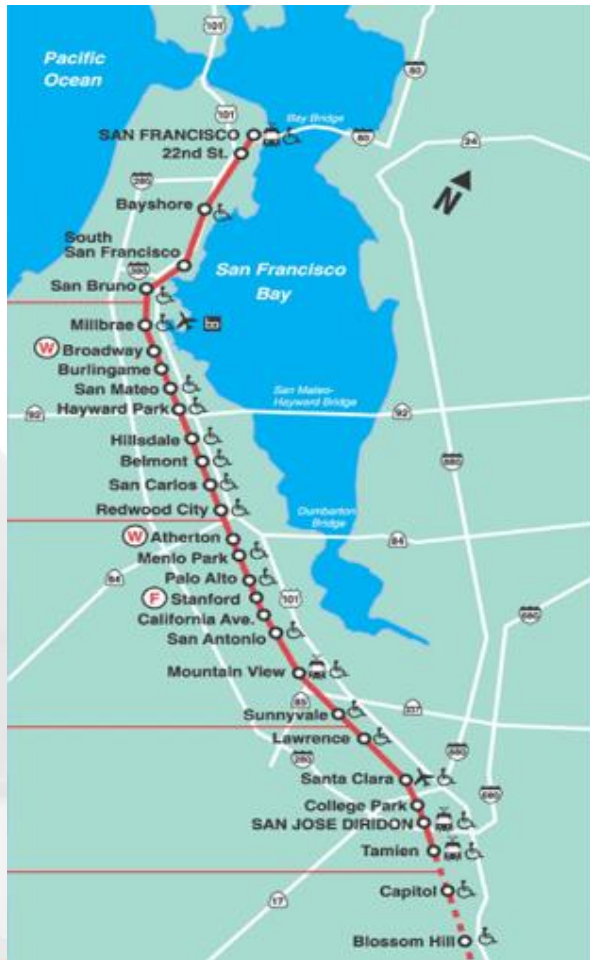 101
80
Pacific
Ocean
101
Bay Bridge
SAN FRANCISCO
80
24
22nd St.
280
N
Bayshore
South
San Francisco
380
San Francisco
Bay
San Bruno
Millbrae
W Broadway
Burlingame
San Mateo
San Mateo-
Hayward Bridge
Hayward Park
92
92
Hillsdale
Belmont
880
San Carlos
Redwood City
Dumbarton
Bridge
W Atherton
84
Menlo Park
84
Palo Alto
F Stanford
101
California Ave.
680
San Antonio
Mountain View
85
237
Sunnyvale
Lawrence
280
880
Santa Clara
680
College Park
SAN JOSE DIRIDON
Tamien
Capitol
17
Blossom Hill